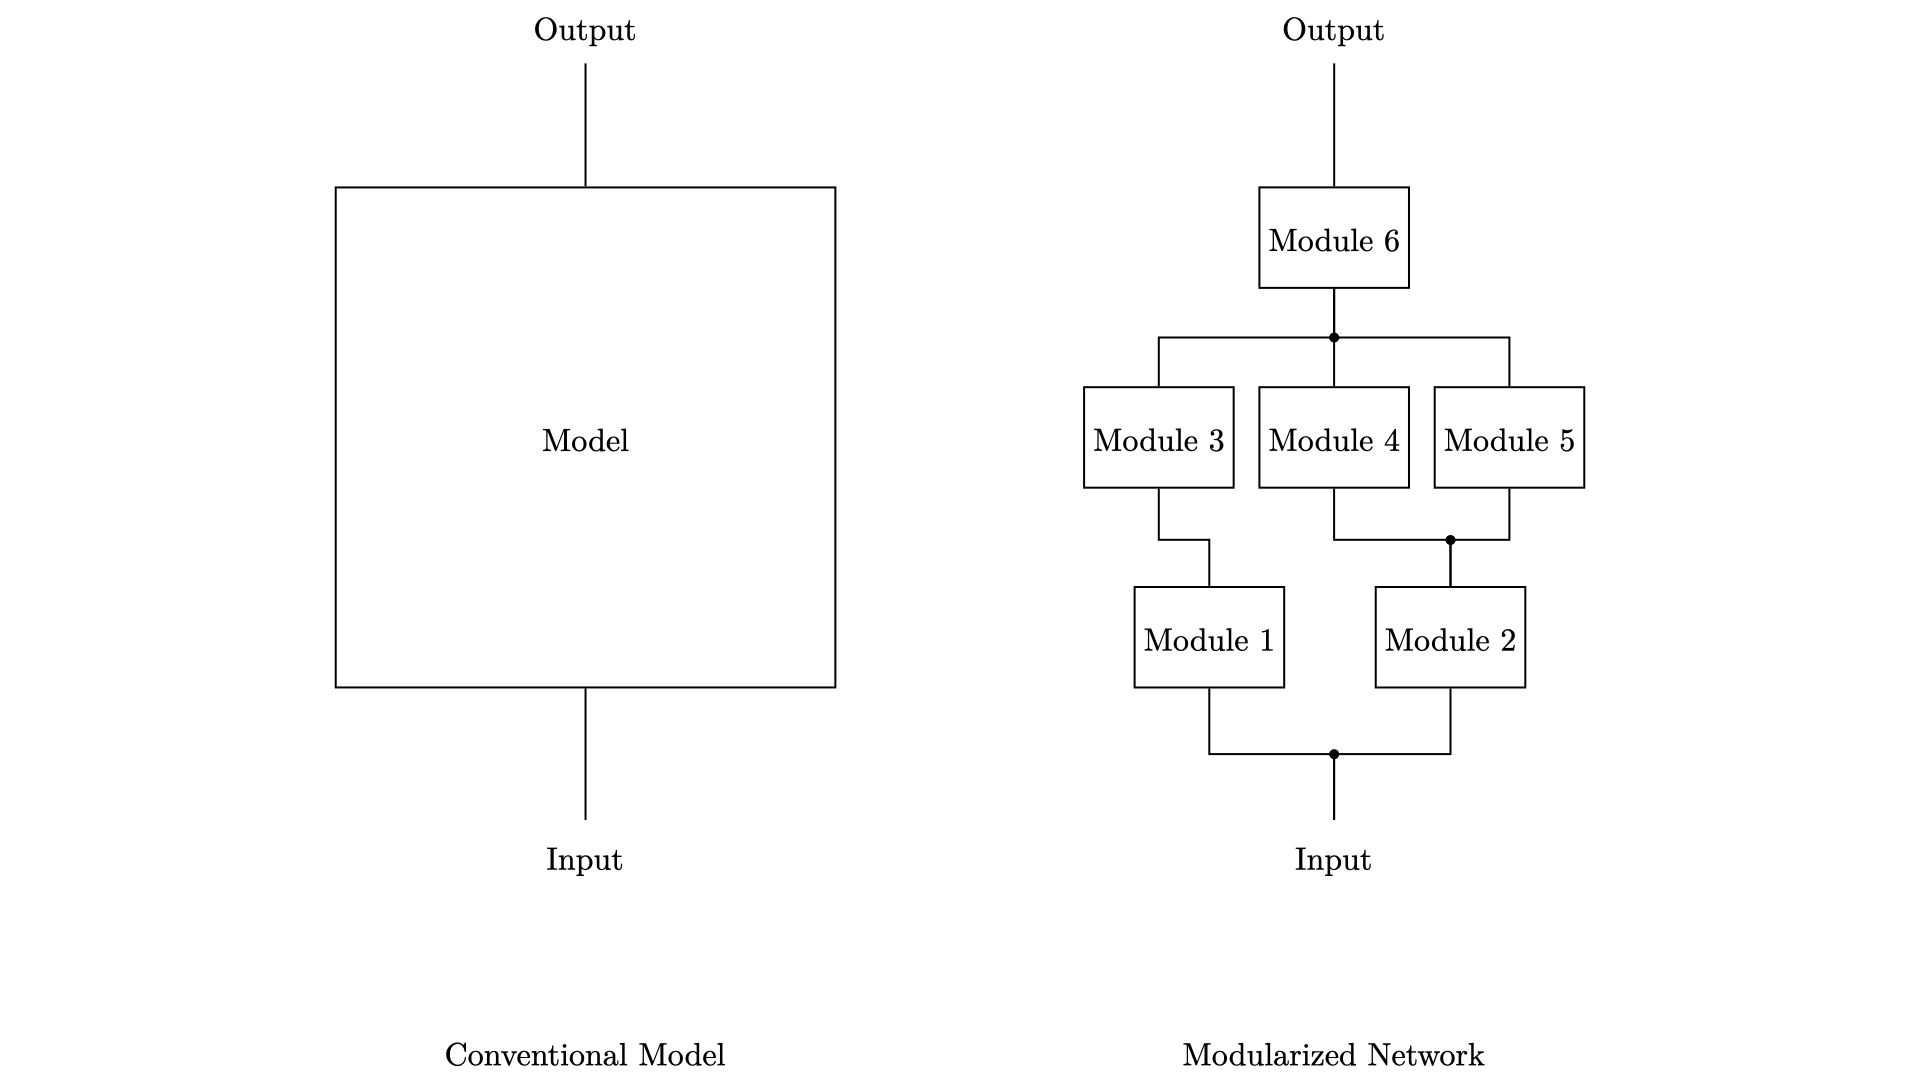 Output
Model
Input
Conventional Model
Output
Module 6
Module 3
Module 4
Module 5
Module 1
Module 2
Input
Modularized Network